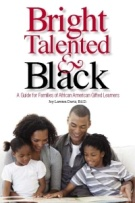 Bright
Talented
&
Black
A Guide for Families of African American Gifted Learners
by: Joy Lawson Davis, Ed.D.